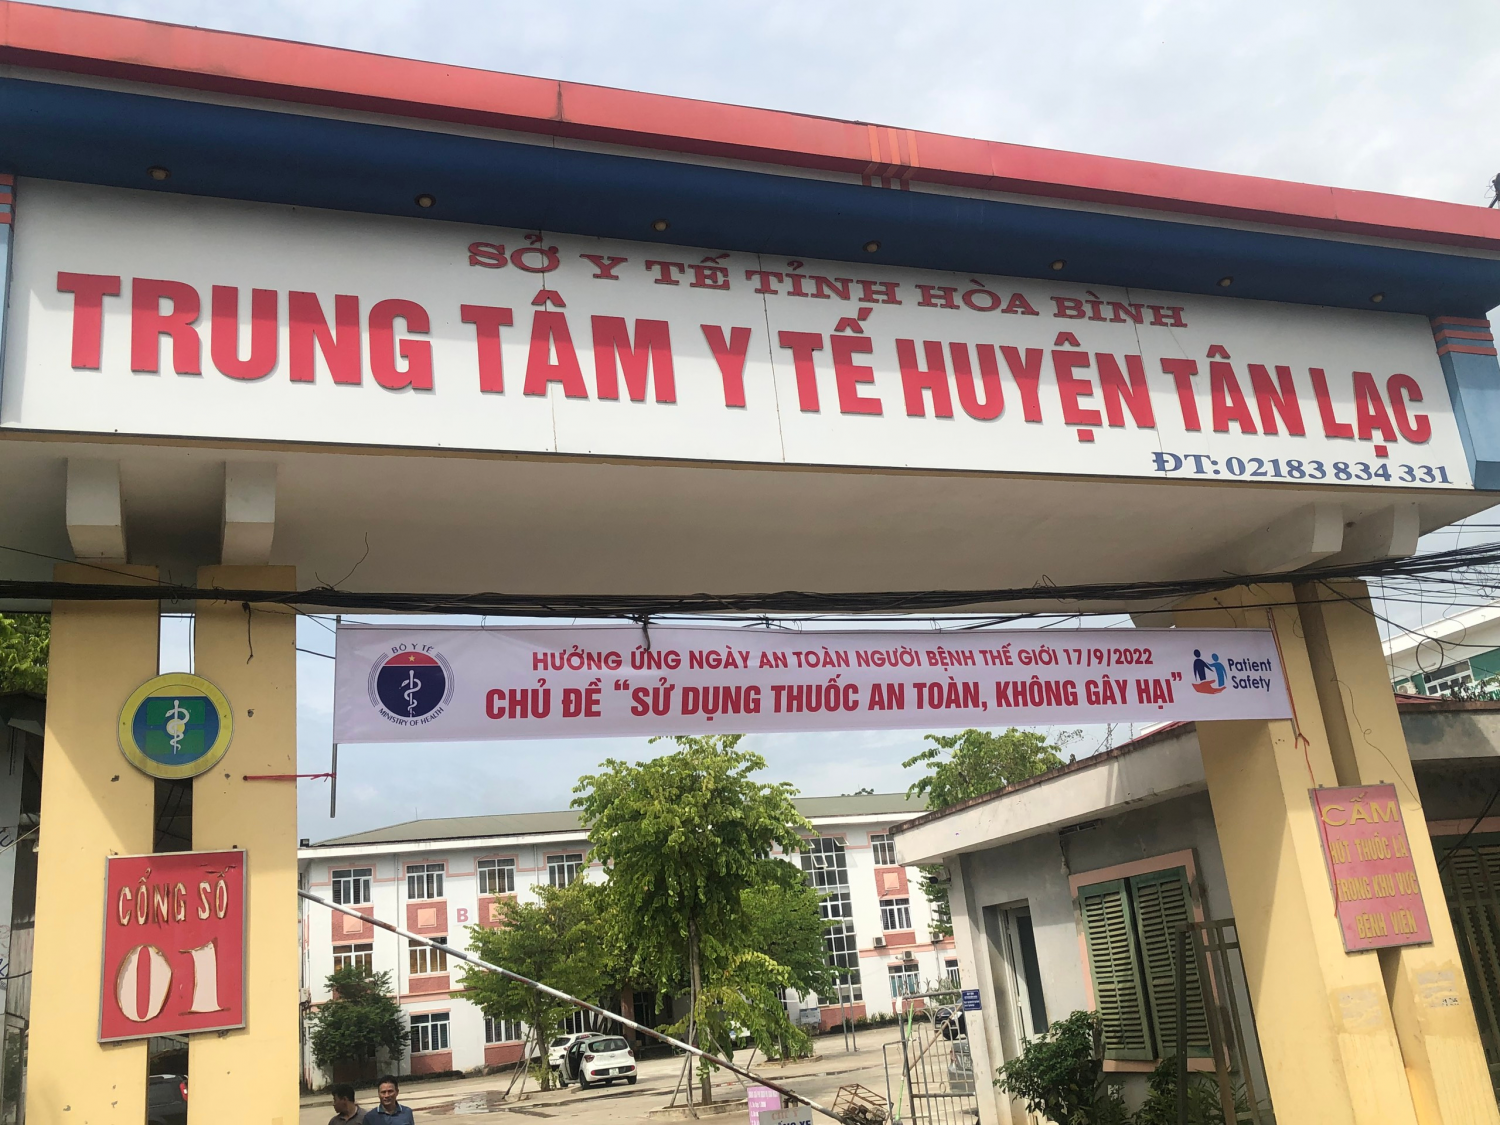 SỞ Y TẾ TỈNH HÒA BÌNH
TRUNG TÂM Y TẾ HUYỆN TÂN LẠC
ĐT: 02183 834 331
BỘ Y TẾ
MINISTRY OF HEALTH
HƯỞNG ỨNG NGÀY AN TOÀN NGƯỜI BỆNH THẾ GIỚI 17/9/2022
CHỦ ĐỀ “SỬ DỤNG THUỐC AN TOÀN, KHÔNG GÂY HẠI”
Patient
Safety
CỔNG SỐ
01
CẤM
HÚT THUỐC LÁ
TRONG KHU VỰC
BỆNH VIỆN
B